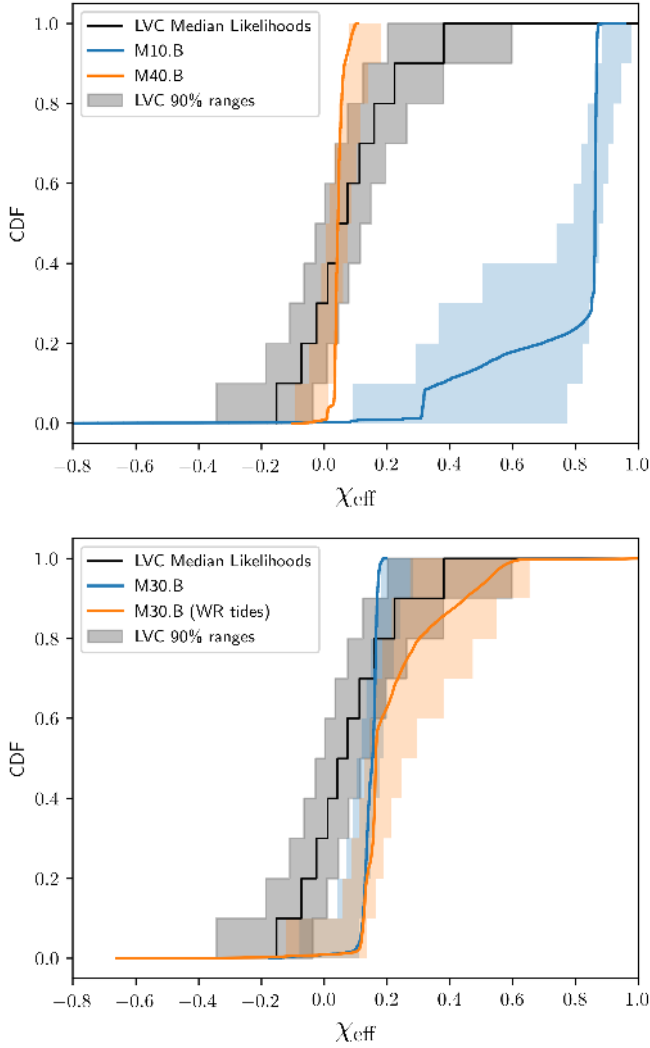 1.0
0.8
0.6
0.4
0.2
0.0
CDF
LVC Median Likelihoods
M10.B
M40.B
LVC 90% ranges
−0.8 −0.6 −0.4 −0.2 0.0 0.2 0.4 0.6 0.8 1.0
χeff
1.0
0.8
0.6
0.4
0.2
0.0
CDF
LVC Median Likelihoods
M30.B
M30.B (WR tides)
LVC 90% ranges
−0.8 −0.6 −0.4 −0.2 0.0 0.2 0.4 0.6 0.8 1.0
χeff